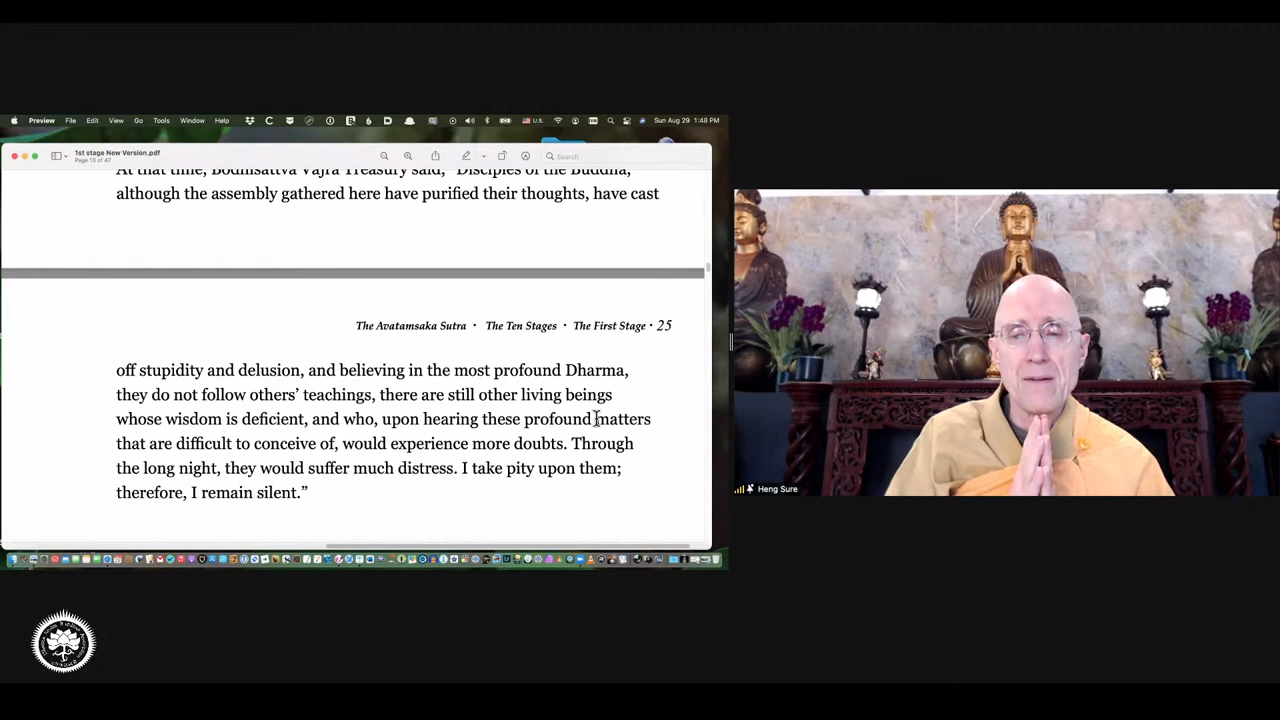 Preview File Edit View Go Tools Window Help U.S. Sun Aug 29 1:48 PM
1st stage New Version.pdf
Page 13 of 47
Search
At that time, Bodhisattva Vajra Treasury said, "Disciples of the Buddha,
although the assembly gathered here have purified their thoughts, have cast
The Avatamsaka Sutra • The Ten Stages • The First Stage • 25
off stupidity and delusion, and believing in the most profound Dharma,
they do not follow others’ teachings, there are still other living beings
whose wisdom is deficient, and who, upon hearing these profound matters
that are difficult to conceive of, would experience more doubts. Through
the long night, they would suffer much distress. I take pity upon them;
therefore, I remain silent.”
Heng Sure